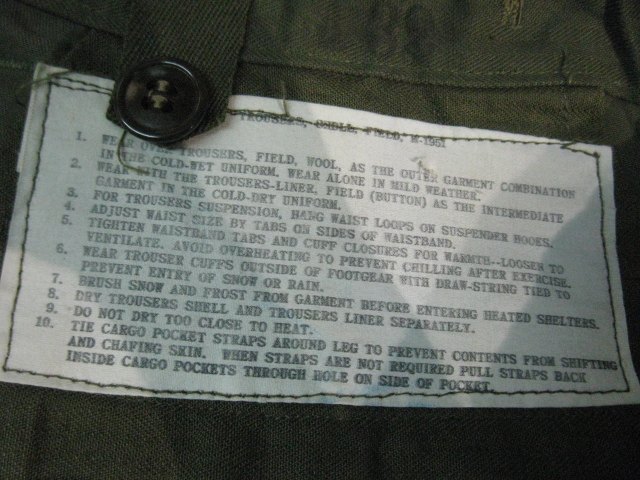 TROUSERS, SHELL, FIELD, M-1951
1. WEAR OVER TROUSERS, FIELD, WOOL, AS THE OUTER GARMENT COMBINATION
IN THE COLD-WET UNIFORM. WEAR ALONE IN MILD WEATHER.
2. WEAR WITH THE TROUSERS-LINER, FIELD (BUTTON) AS THE INTERMEDIATE
GARMENT IN THE COLD-DRY UNIFORM.
3. FOR TROUSERS SUSPENSION, HANG WAIST LOOPS ON SUSPENDER HOOKS.
4. ADJUST WAIST SIZE BY TABS ON SIDES OF WAISTBAND.
5. TIGHTEN WAISTBAND TABS AND CUFF CLOSURES FOR WARMTH--LOOSEN TO
VENTILATE. AVOID OVERHEATING TO PREVENT CHILLING AFTER EXERCISE.
6. WEAR TROUSER CUFFS OUTSIDE OF FOOTGEAR WITH DRAW-STRING TIED TO
PREVENT ENTRY OF SNOW OR RAIN.
7. BRUSH SNOW AND FROST FROM GARMENT BEFORE ENTERING HEATED SHELTERS.
8. DRY TROUSERS SHELL AND TROUSERS LINER SEPARATELY.
9. DO NOT DRY TOO CLOSE TO HEAT.
10. TIE CARGO POCKET STRAPS AROUND LEG TO PREVENT CONTENTS FROM SHIFTING
AND CHAFING SKIN. WHEN STRAPS ARE NOT REQUIRED PULL STRAPS BACK
INSIDE CARGO POCKETS THROUGH HOLE ON SIDE OF POCKET.